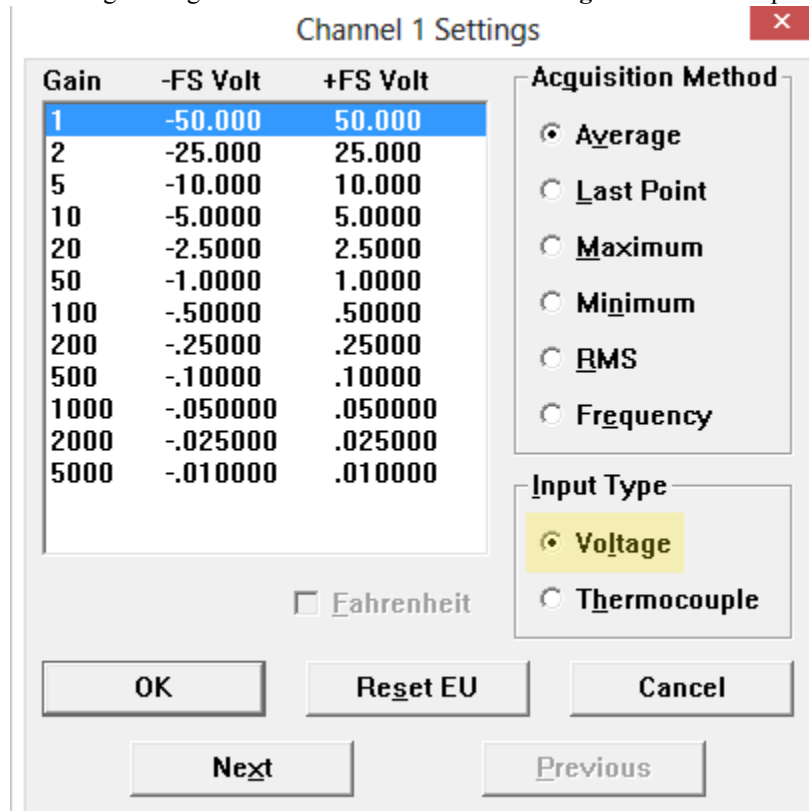 Channel 1 Settings
Gain -FS Volt +FS Volt
1 -50.000 50.000
2 -25.000 25.000
5 -10.000 10.000
10 -5.0000 5.0000
20 -2.5000 2.5000
50 -1.0000 1.0000
100 -.50000 .50000
200 -.25000 .25000
500 -.10000 .10000
1000 -.050000 .050000
2000 -.025000 .025000
5000 -.010000 .010000
Fahrenheit
Acquisition Method
Average
Last Point
Maximum
Minimum
RMS
Frequency
Input Type
Voltage
Thermocouple
OK Reset EU Cancel
Next Previous